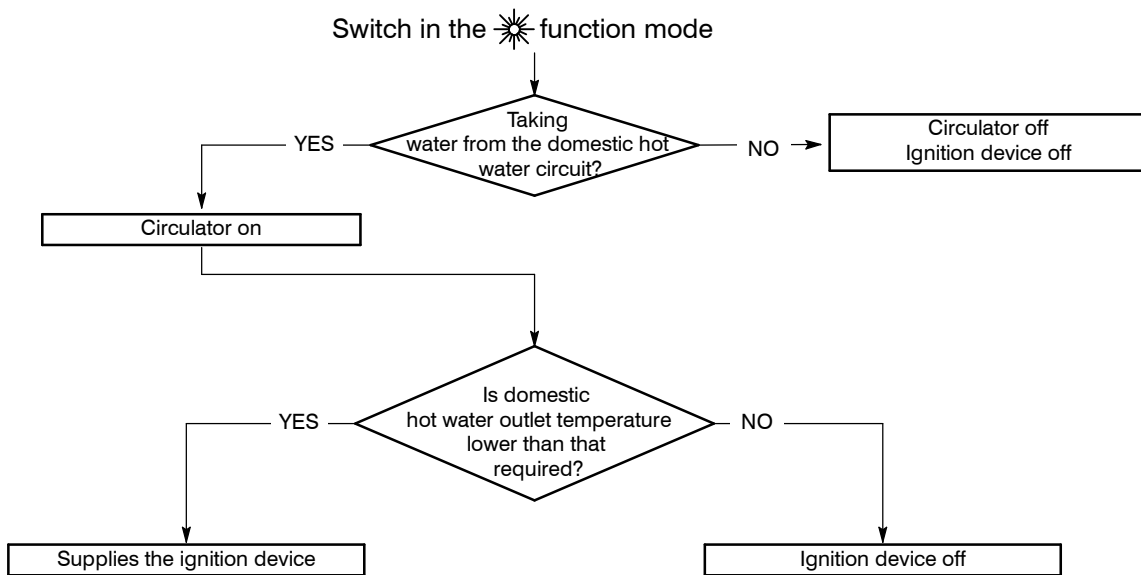 Switch in the function mode
Taking
water from the domestic hot
water circuit?
YES
NO
Circulator off
Ignition device off
Circulator on
Is domestic
hot water outlet temperature
lower than that
required?
YES
NO
Supplies the ignition device
Ignition device off